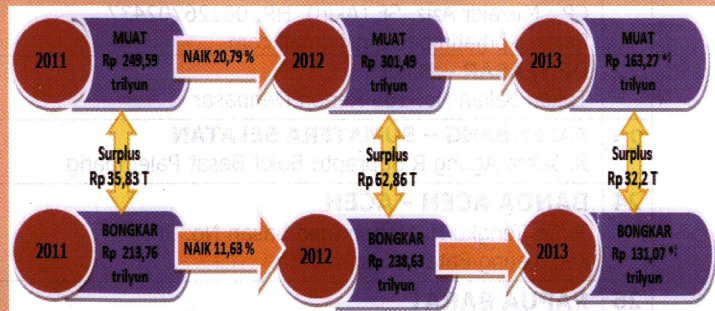 2011
MUAT
Rp 249,59
trilyun
NAIK 20,79 %
2012
MUAT
Rp 301,49
trilyun
2013
MUAT
Rp 163,27 *)
trilyun
Surplus
Rp 35,83 T
Surplus
Rp 62,86 T
Surplus
Rp 32,2 T
2011
BONGKAR
Rp 213,76
trilyun
NAIK 11,63 %
2012
BONGKAR
Rp 238,63
trilyun
2013
BONGKAR
Rp 131,07 *)
trilyun